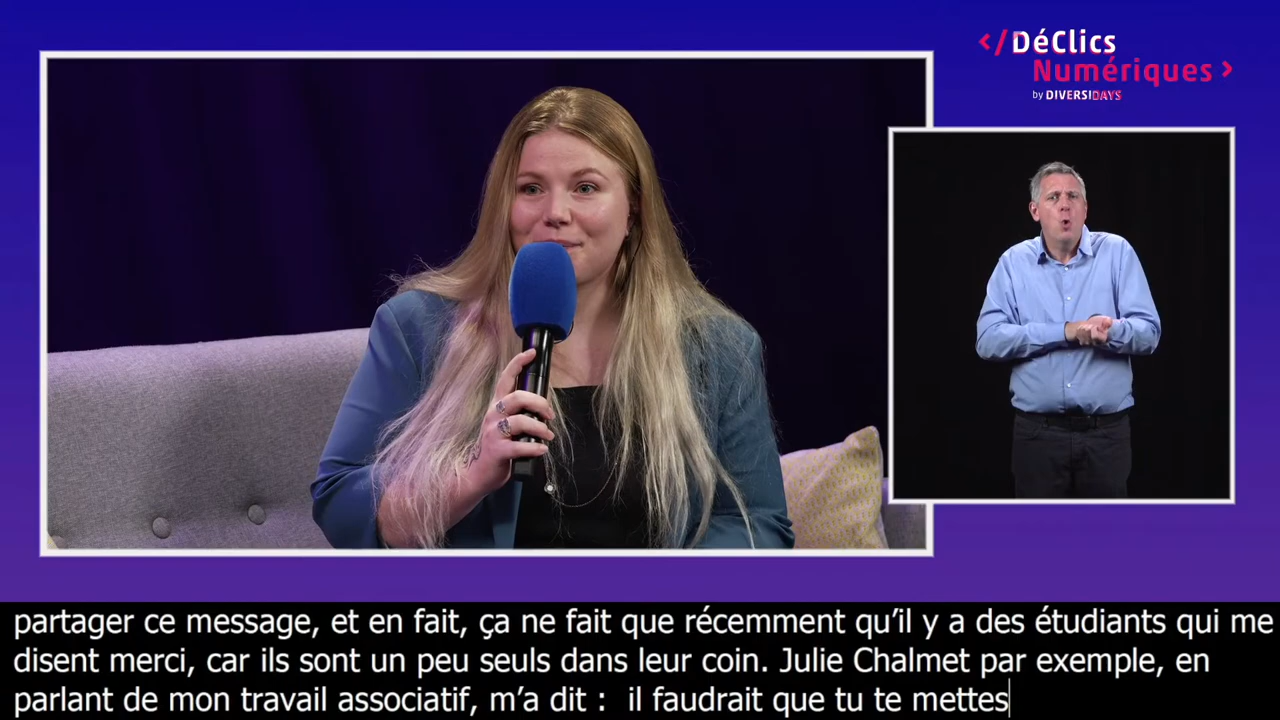 </DéClics
Numériques >
by DIVERSIDAYS
partager ce message, et en fait, ça ne fait que récemment qu’il y a des étudiants qui me
disent merci, car ils sont un peu seuls dans leur coin. Julie Chalmet par exemple, en
parlant de mon travail associatif, m’a dit :  il faudrait que tu te mettes